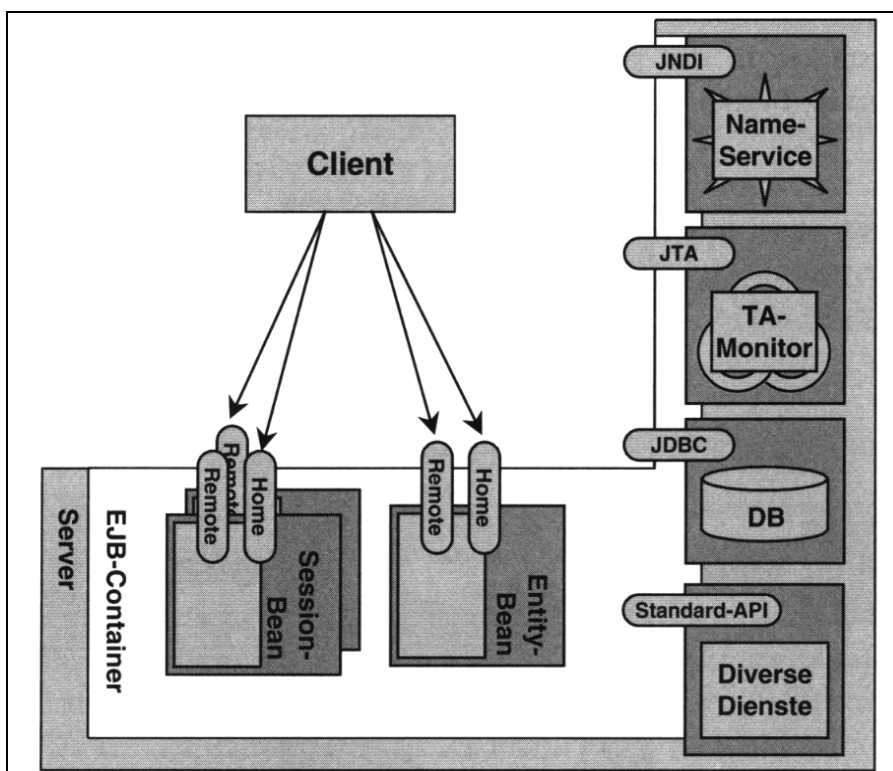 JNDI
Name-
Service
Client
JTA
TA-
Monitor
JDBC
DB
Remote
Remote
Home
Remote
Home
Server
EJB-Container
Session-
Bean
Entity-
Bean
Standard-API
Diverse
Dienste